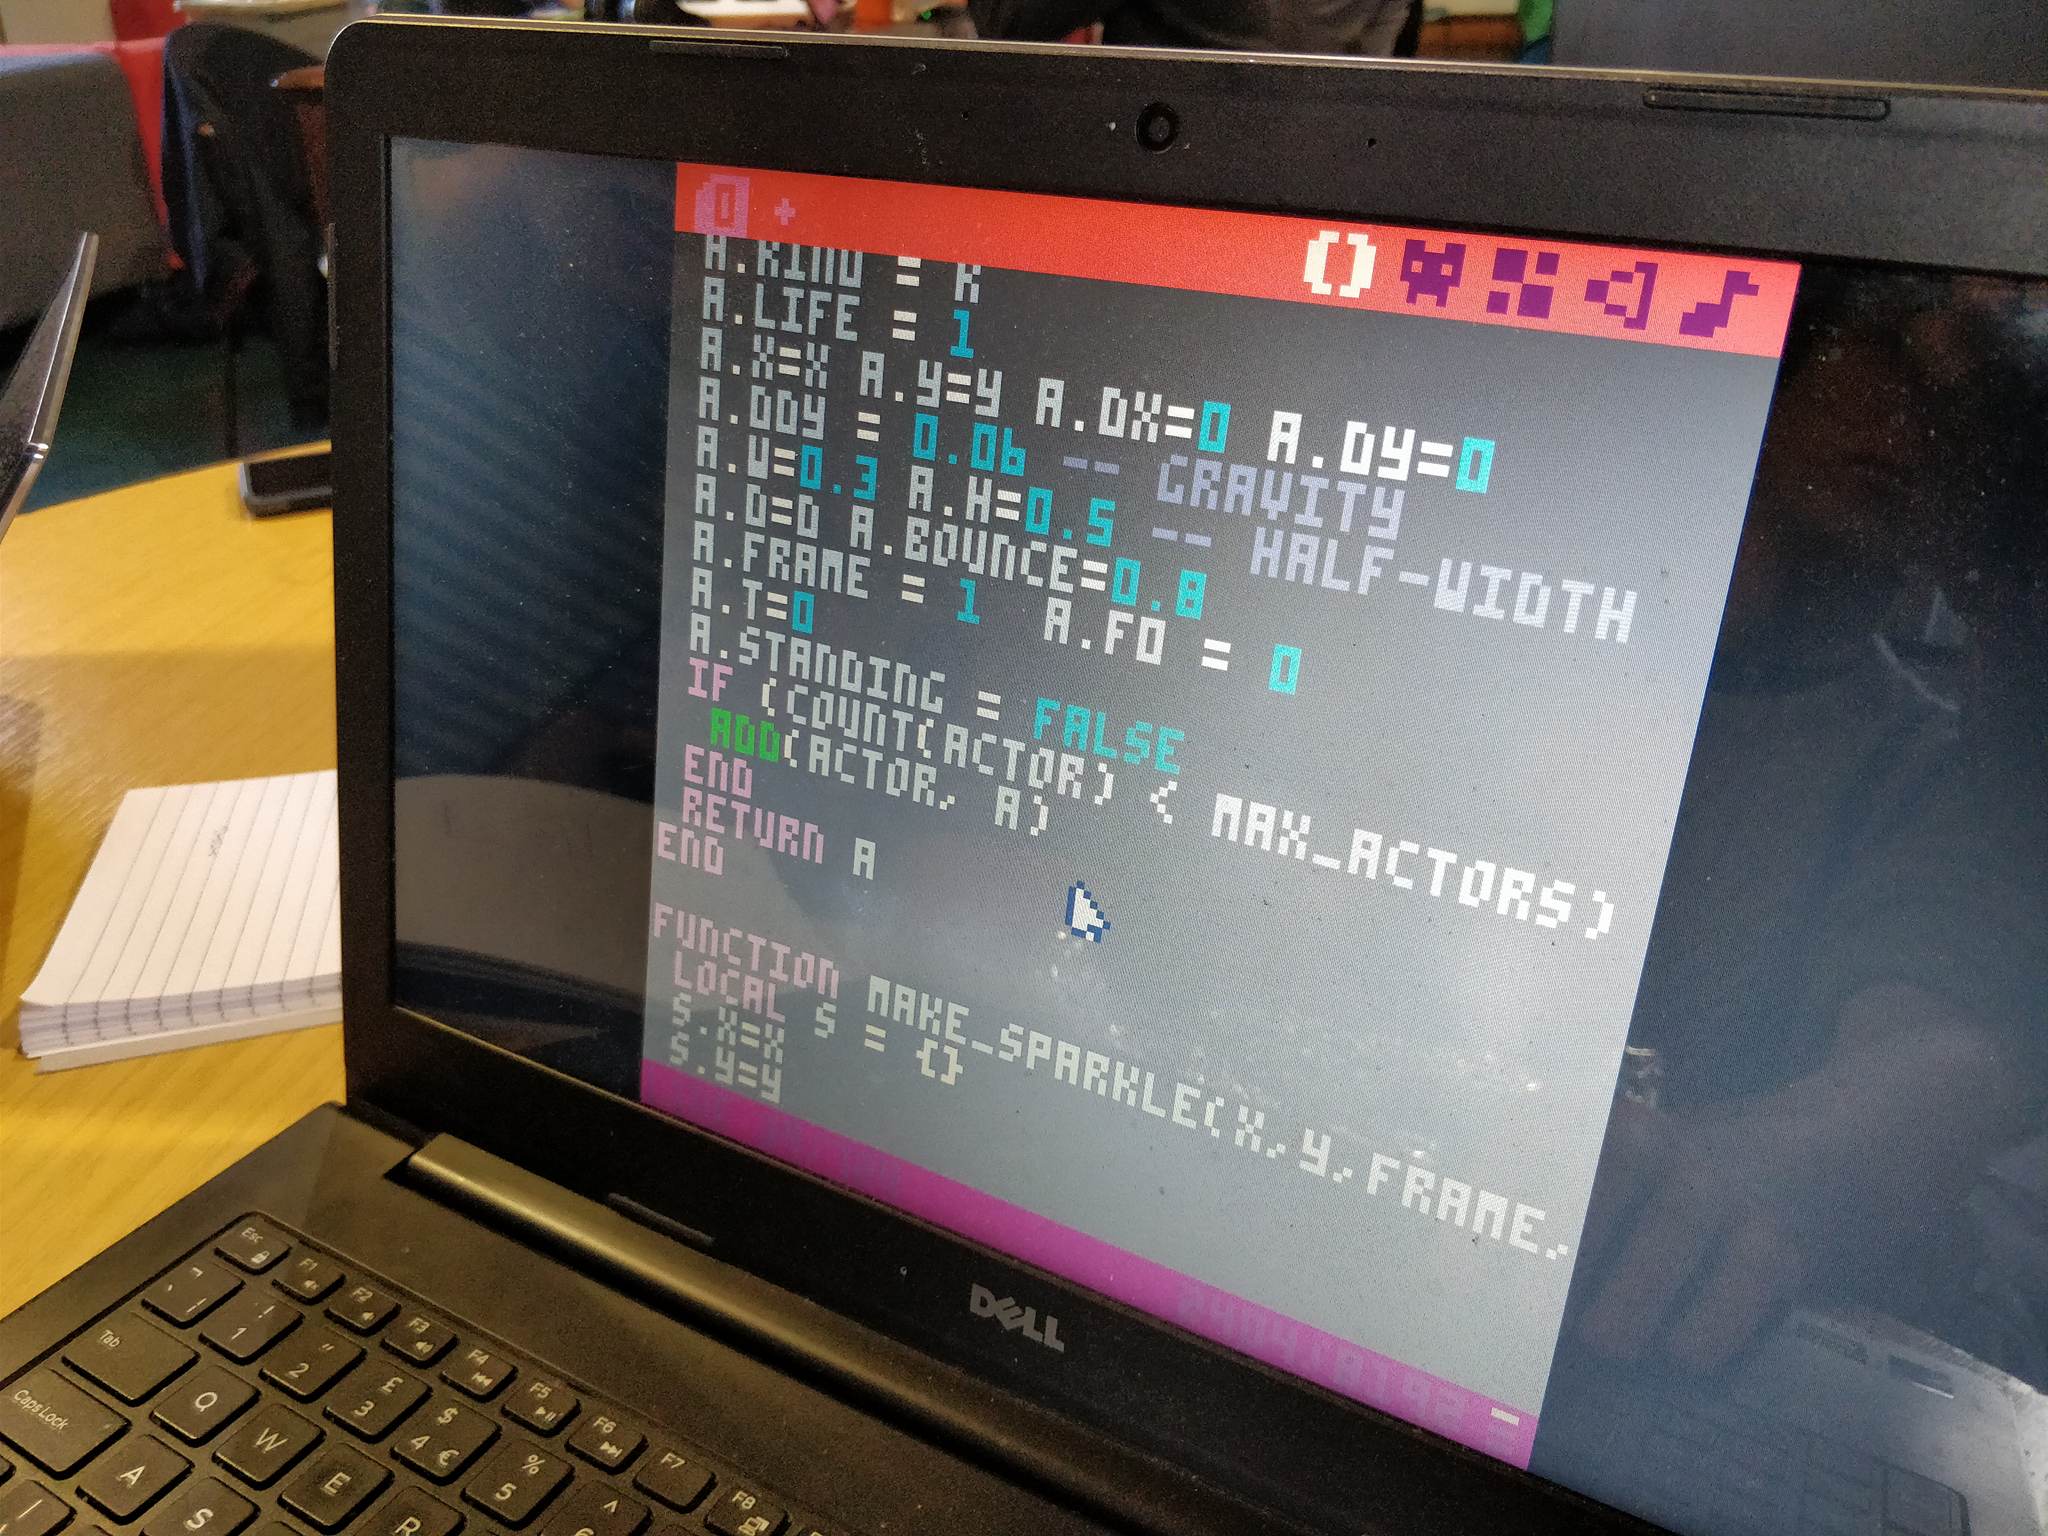 0 +
A.KIND = K
A.LIFE = 1
A.X=X A.Y=Y A.DX=0 A.DY=0
A.DDY = 0.06 -- GRAVITY
A.W=0.3 A.H=0.5 -- HALF-WIDTH
A.D=D A.BOUNCE=0.8
A.FRAME = 1 A.F0 = 0
A.T=0
A.STANDING = FALSE
IF (COUNT(ACTOR) < MAX_ACTORS)
ADD(ACTOR, A)
END
RETURN A
END
FUNCTION MAKE_SPARKLE(X,Y,FRAME,
LOCAL S = {}
S.X=X
S.Y=Y
DELL
Esc F1 F2 F3 F4 F5 F6 F7 F8
¬ ! 1 " 2 £ 3 $ 4 € % 5 ^ 6
Tab Q W E R
Caps Lock A S